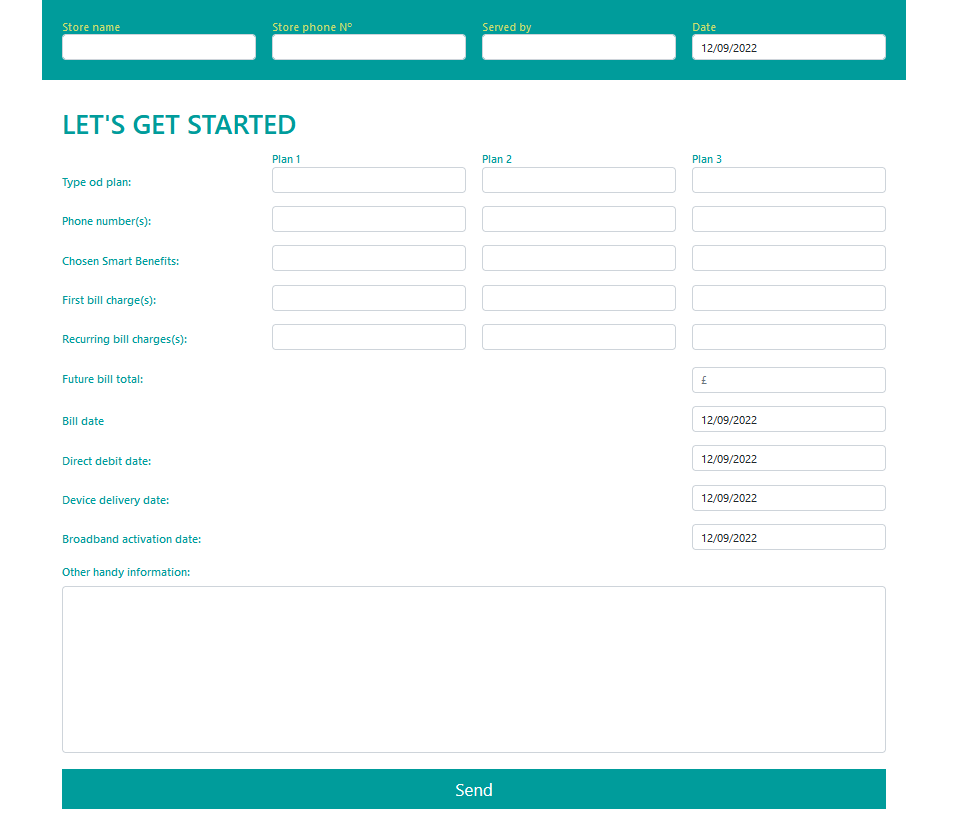 Store name Store phone Nº Served by Date
12/09/2022
LET'S GET STARTED
Plan 1 Plan 2 Plan 3
Type od plan:
Phone number(s):
Chosen Smart Benefits:
First bill charge(s):
Recurring bill charges(s):
Future bill total: £
Bill date 12/09/2022
Direct debit date: 12/09/2022
Device delivery date: 12/09/2022
Broadband activation date: 12/09/2022
Other handy information:
Send